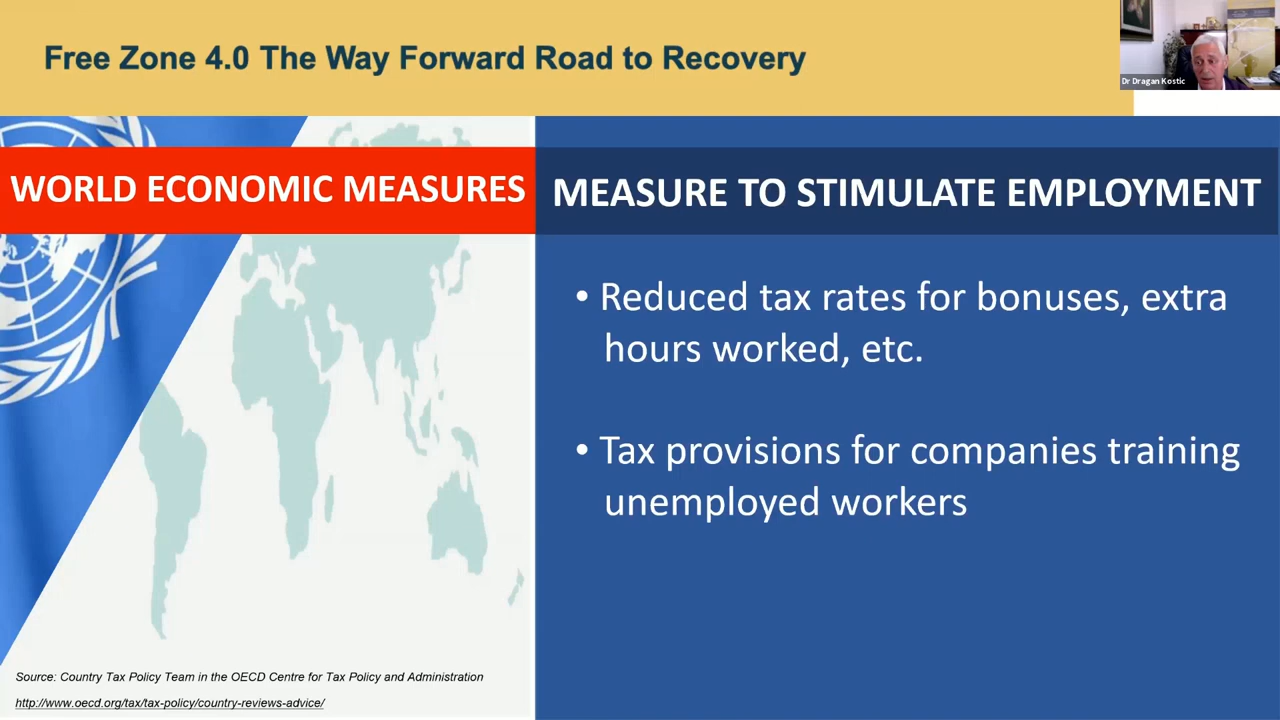 Free Zone 4.0 The Way Forward Road to Recovery
Dr Dragan Kostic
WORLD ECONOMIC MEASURES
MEASURE TO STIMULATE EMPLOYMENT
• Reduced tax rates for bonuses, extra
hours worked, etc.
• Tax provisions for companies training
unemployed workers
Source: Country Tax Policy Team in the OECD Centre for Tax Policy and Administration
http://www.oecd.org/tax/tax-policy/country-reviews-advice/